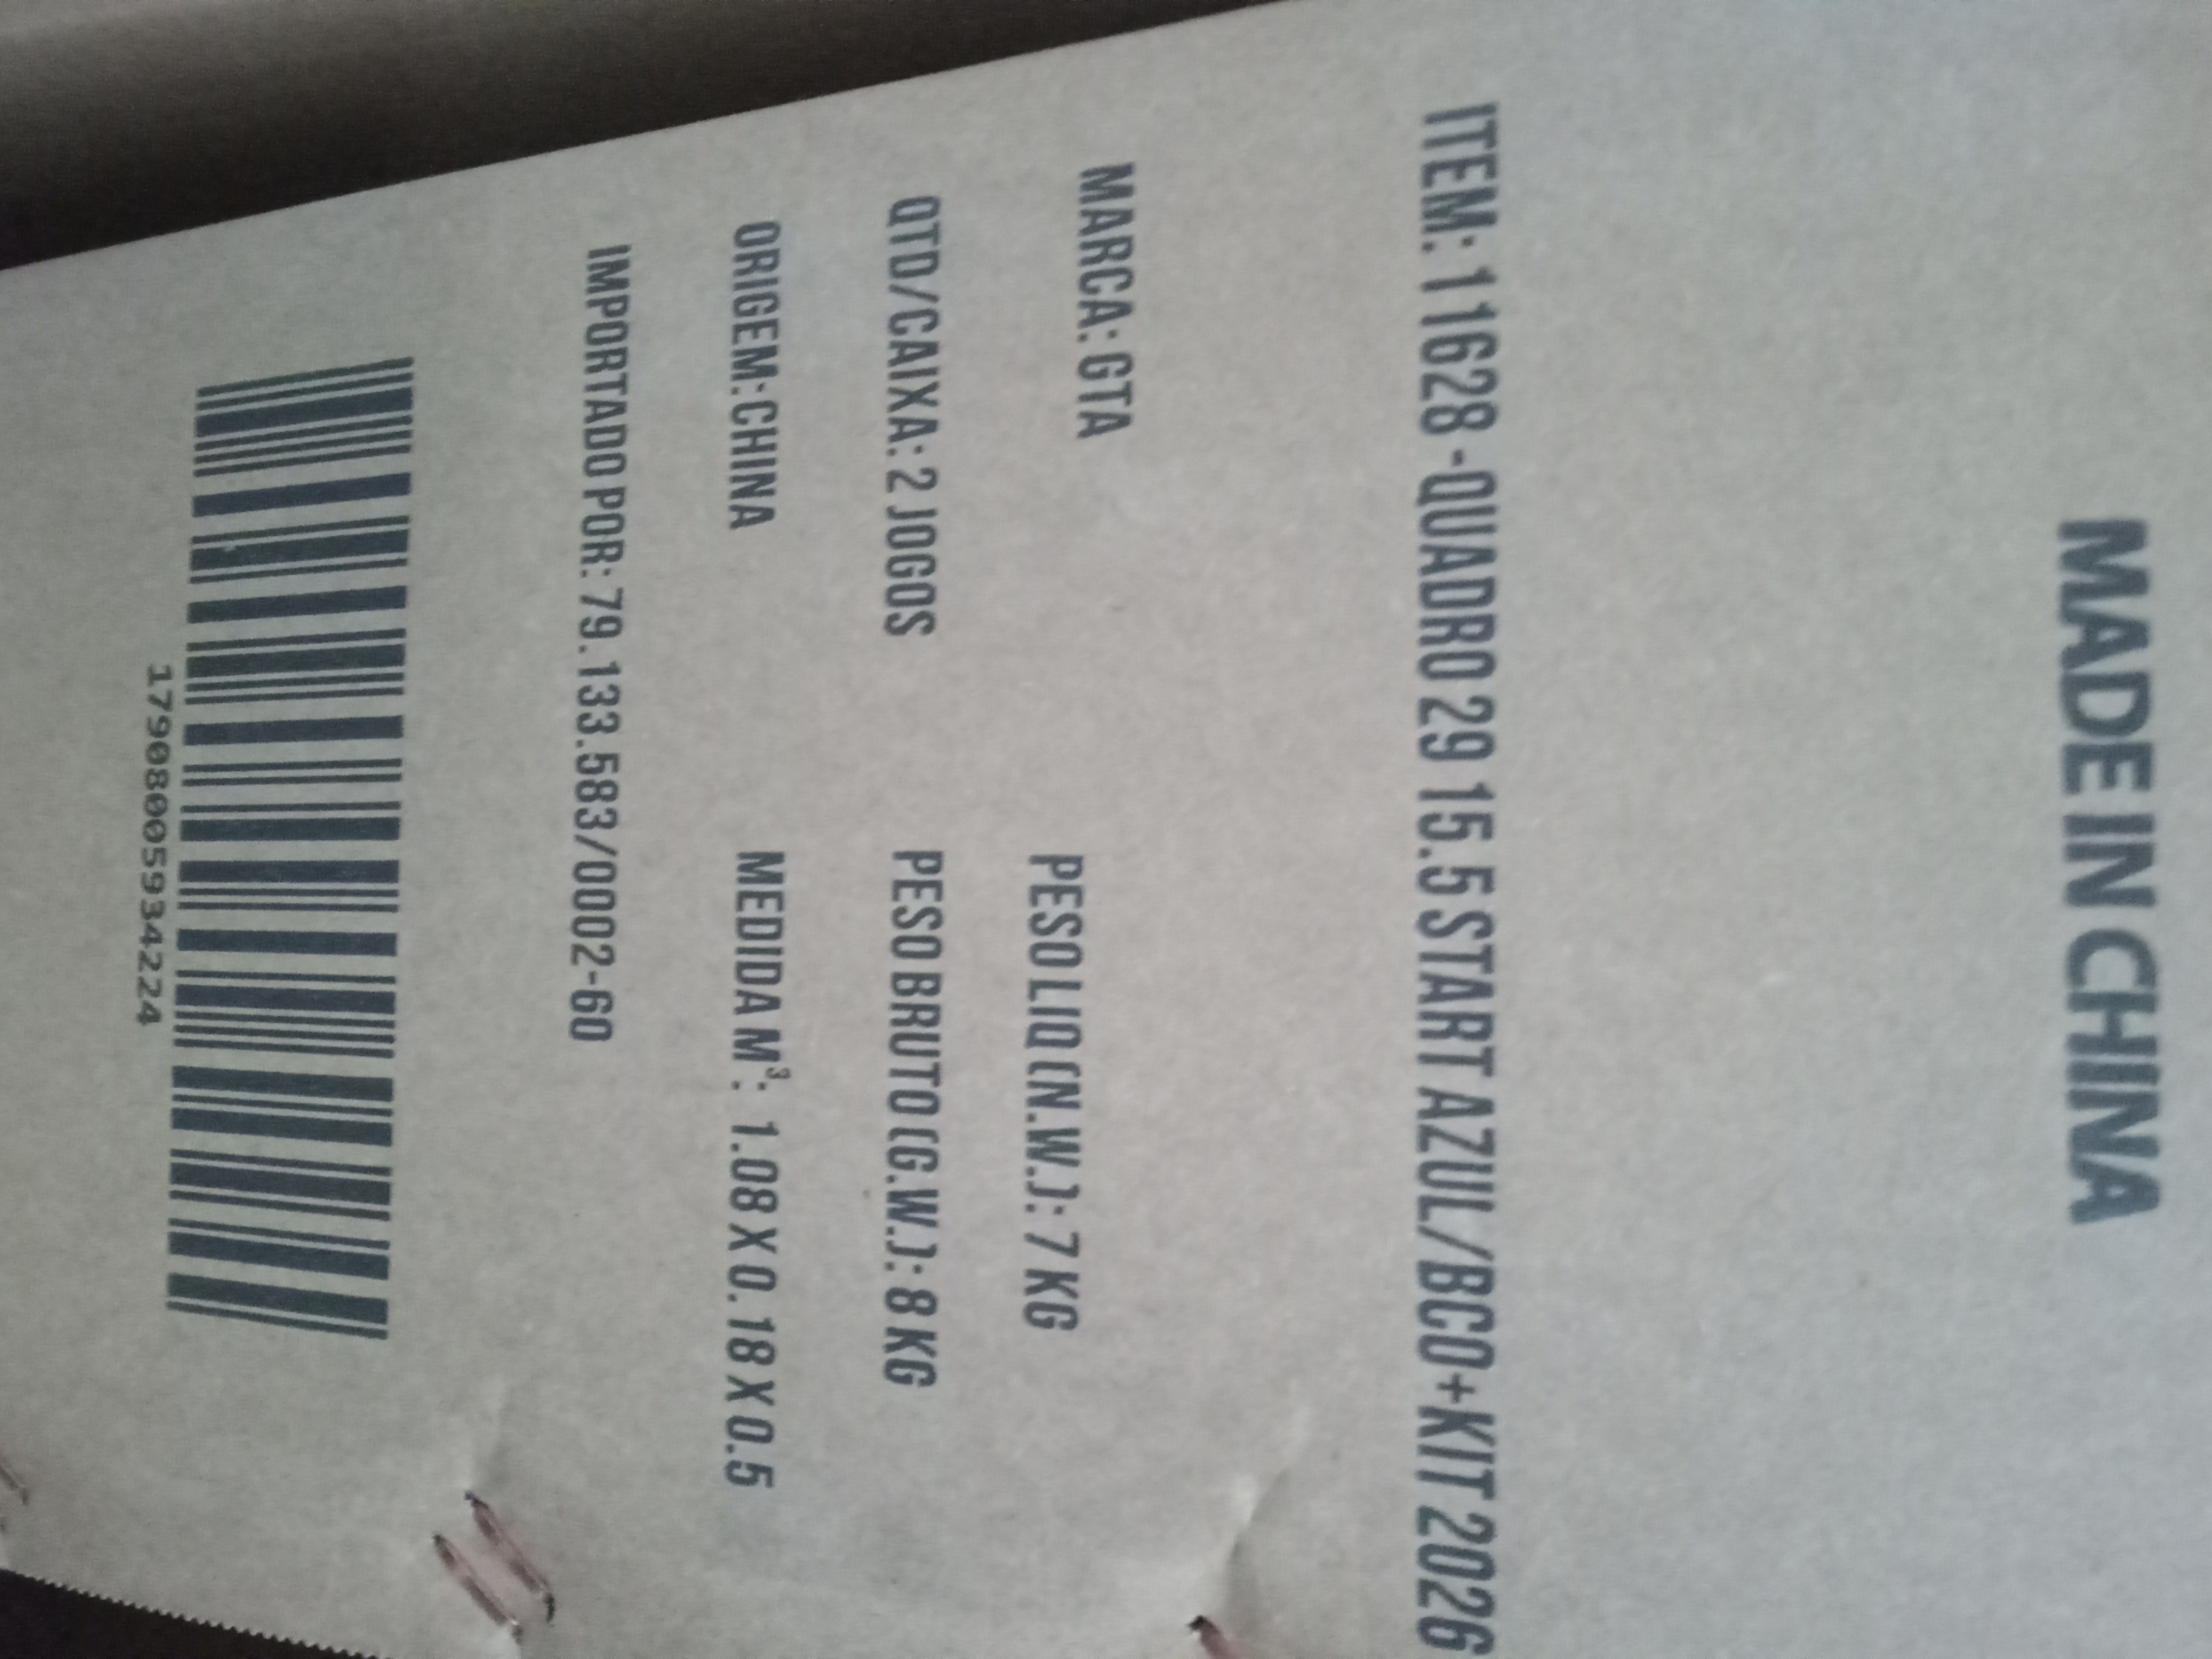 MADE IN CHINA
ITEM: 11628 - QUADRO 29 15.5 START AZUL/BCO+KIT 2026
MARCA: GTA
PESO LIQ (N.W.): 7 KG
QTD/CAIXA: 2 JOGOS
PESO BRUTO (G.W.): 8 KG
ORIGEM: CHINA
MEDIDA M³: 1.08 X 0.18 X 0.5
IMPORTADO POR: 79.133.583/0002-60
17908005934224